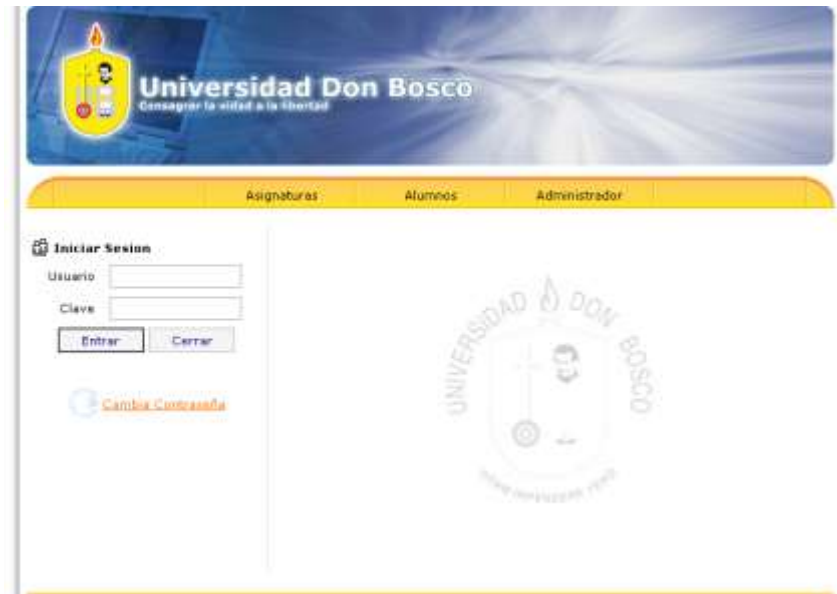 Universidad Don Bosco
Consagrar la vidad a la libertad
Asignaturas Alumnos Administrador
Iniciar Sesion
Usuario
Clave
Entrar Cerrar
Cambia Contraseña
UNIVERSIDAD DON BOSCO